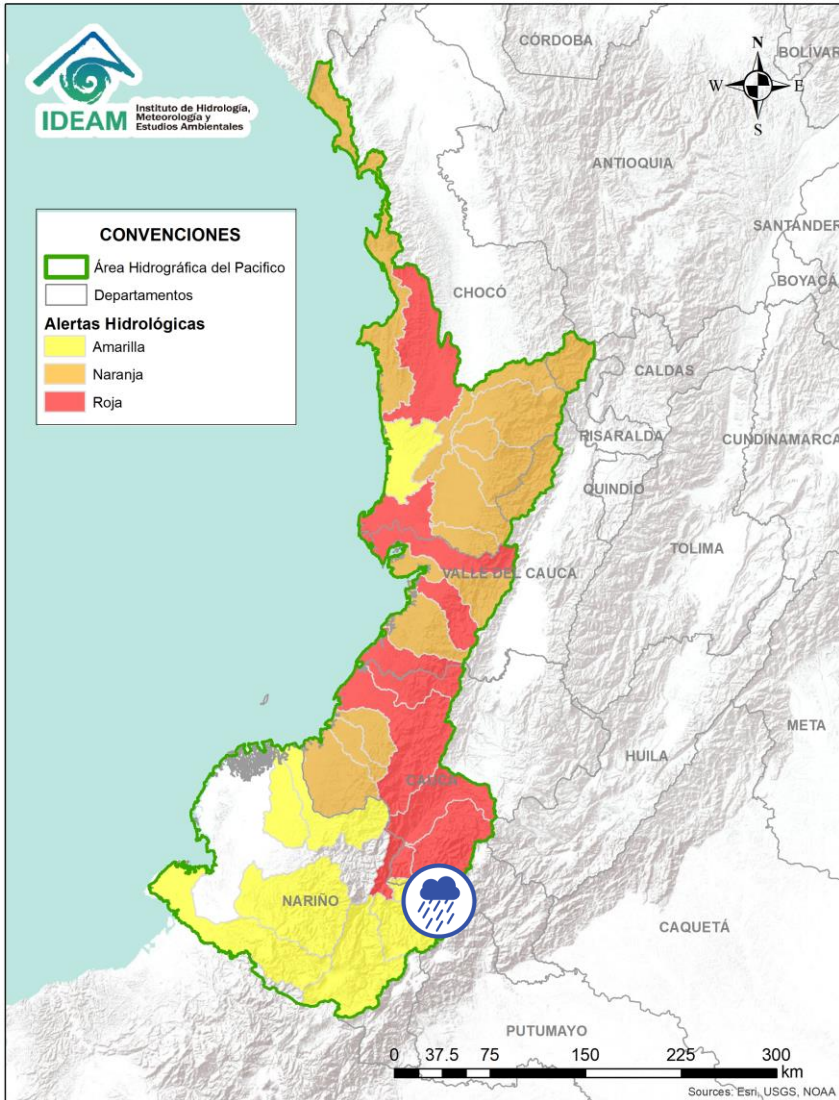 IDEAM
Instituto de Hidrología,
Meteorología y
Estudios Ambientales
CÓRDOBA
BOLÍVAR
N
W
E
S
ANTIOQUIA
SANTANDER
BOYACÁ
CONVENCIONES
Área Hidrográfica del Pacifico
Departamentos
Alertas Hidrológicas
Amarilla
Naranja
Roja
CHOCÓ
CALDAS
RISARALDA
CUNDINAMARCA
QUINDÍO
TOLIMA
VALLE DEL CAUCA
META
HUILA
CAUCA
NARIÑO
CAQUETÁ
PUTUMAYO
0 37.5 75 150 225 300
km
Sources: Esri, USGS, NOAA